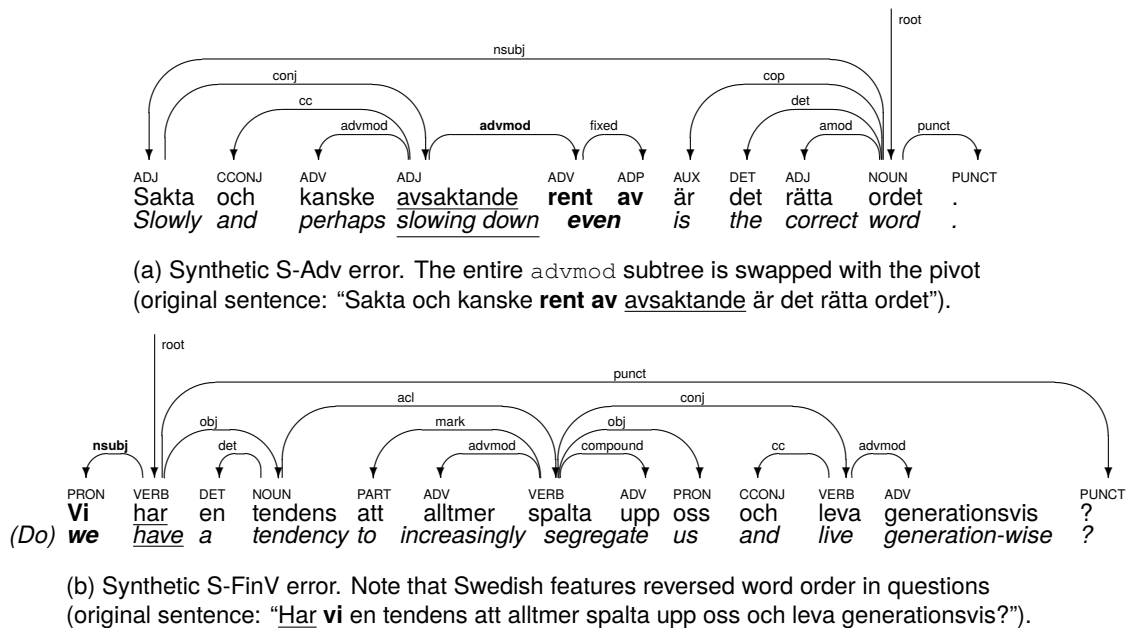 root
nsubj
conj cop
cc det
advmod advmod fixed amod punct
ADJ CCONJ ADV ADJ ADV ADP AUX DET ADJ NOUN PUNCT
Sakta och kanske avsaktande rent av är det rätta ordet .
Slowly and perhaps slowing down even is the correct word .
(a) Synthetic S-Adv error. The entire advmod subtree is swapped with the pivot
(original sentence: “Sakta och kanske rent av avsaktande är det rätta ordet”).
root
punct
acl conj
obj mark obj
nsubj det advmod compound cc advmod
PRON VERB DET NOUN PART ADV VERB ADV PRON CCONJ VERB ADV PUNCT
Vi har en tendens att alltmer spalta upp oss och leva generationsvis ?
(Do) we have a tendency to increasingly segregate us and live generation-wise ?
(b) Synthetic S-FinV error. Note that Swedish features reversed word order in questions
(original sentence: “Har vi en tendens att alltmer spalta upp oss och leva generationsvis?”).